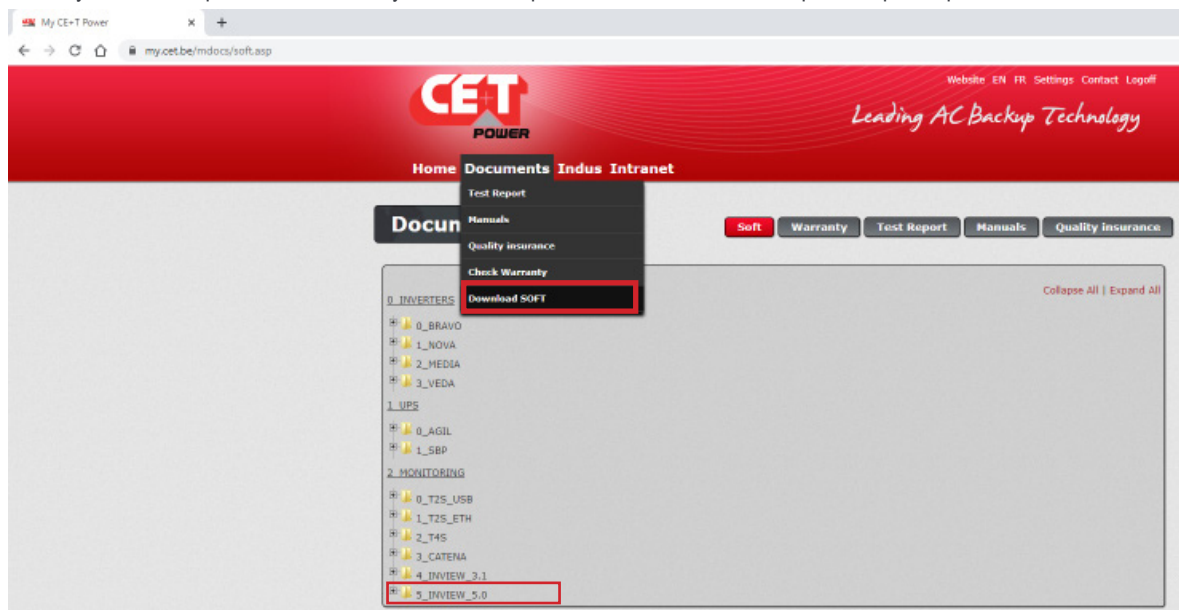 My CE+T Power
my.cet.be/mdocs/soft.asp
Website EN FR Settings Contact Logoff
CE+T
POWER
Leading AC Backup Technology
Home Documents Indus Intranet
Test Report
Manuals
Quality insurance
Check Warranty
Download SOFT
Docum
Soft Warranty Test Report Manuals Quality insurance
Collapse All | Expand All
0_INVERTERS
0_BRAVO
1_NOVA
2_MEDIA
3_VEDA
1_UPS
0_AGIL
1_SBP
2_MONITORING
0_T2S_USB
1_T2S_ETH
2_T4S
3_CATENA
4_INVIEW_3.1
5_INVIEW_5.0